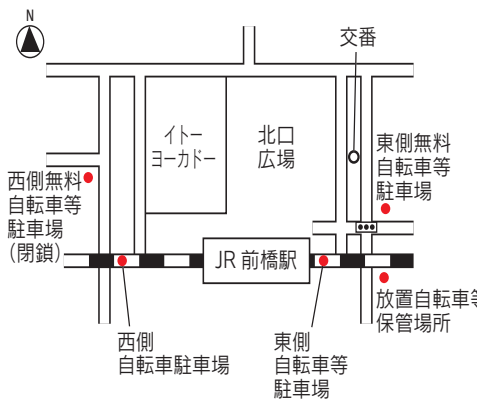 N
交番
イトー
ヨーカドー
北口
広場
東側無料
自転車等
駐車場
西側無料
自転車等
駐車場
(閉鎖)
JR 前橋駅
放置自転車等
保管場所
西側
自転車駐車場
東側
自転車等
駐車場